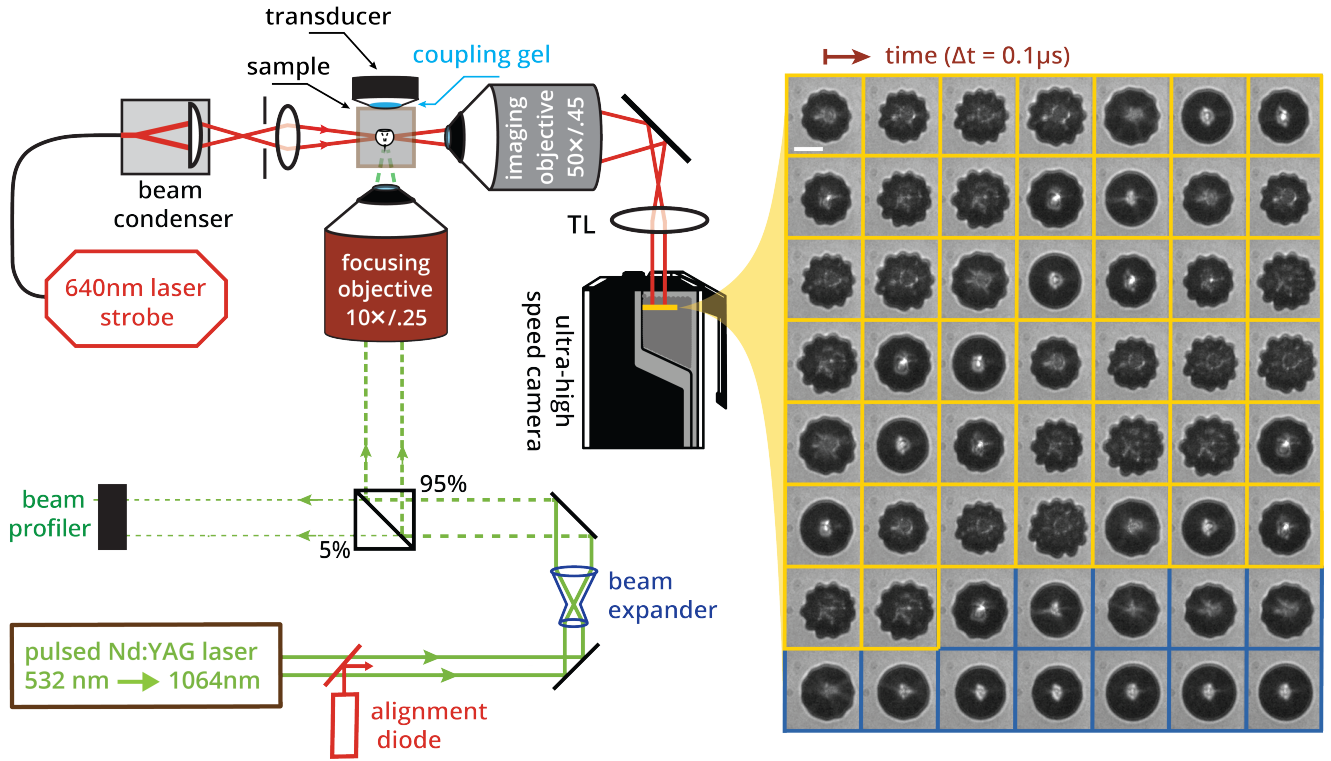 transducer
coupling gel
sample
beam
condenser
imaging
objective
50×/.45
640nm laser
strobe
focusing
objective
10×/.25
TL
ultra-high
speed camera
beam
profiler
95%
5%
beam
expander
pulsed Nd:YAG laser
532 nm → 1064nm
alignment
diode
time (Δt = 0.1μs)